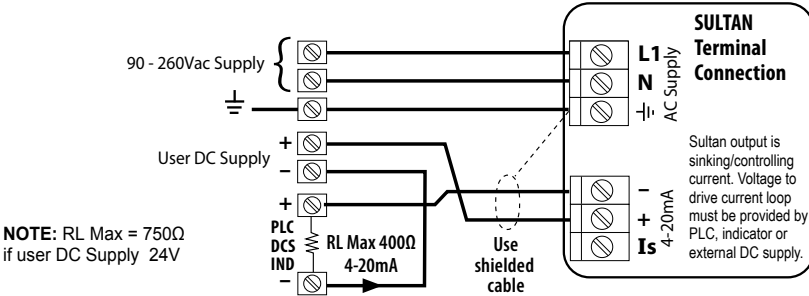 SULTAN
Terminal
Connection
90 - 260Vac Supply
L1
N
AC Supply
User DC Supply
+
–
+
PLC
DCS
IND
–
RL Max 400Ω
4-20mA
NOTE: RL Max = 750Ω
if user DC Supply 24V
Use
shielded
cable
–
+
Is
4-20mA
Sultan output is
sinking/controlling
current. Voltage to
drive current loop
must be provided by
PLC, indicator or
external DC supply.